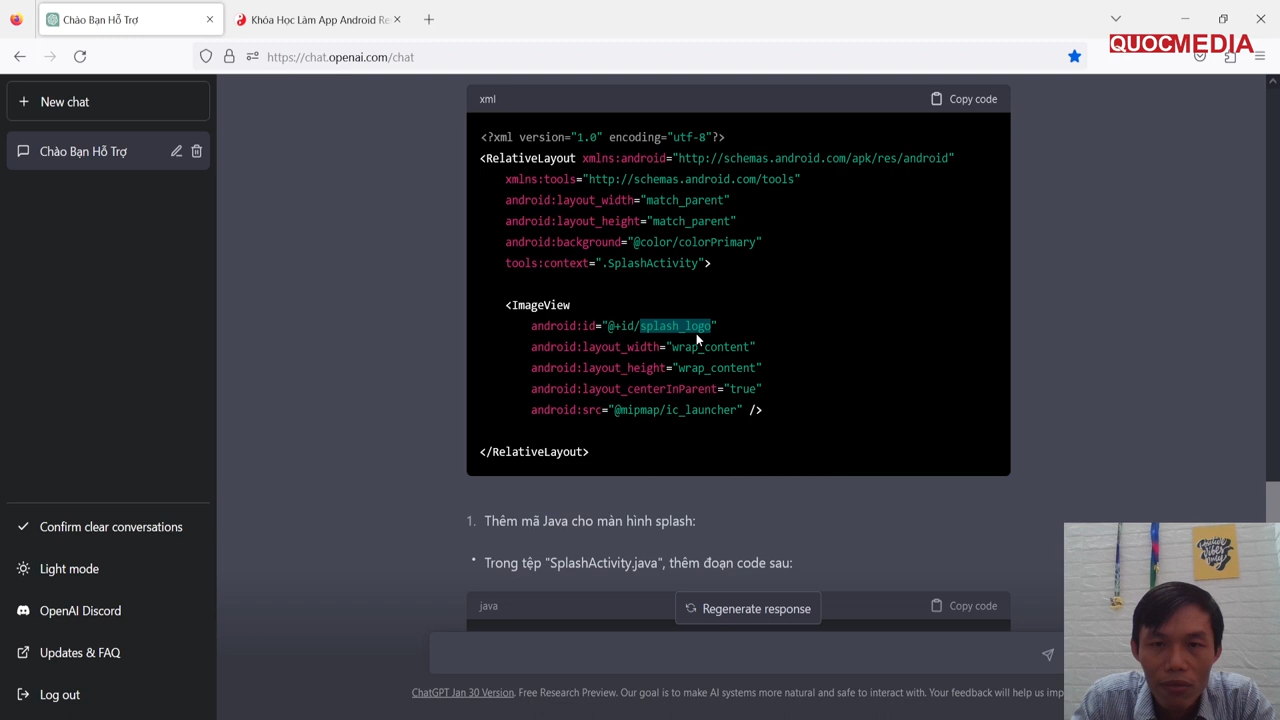 Chào Bạn Hỗ Trợ
Khóa Học Làm App Android Re
QUOCMEDIA
https://chat.openai.com/chat
New chat
Chào Bạn Hỗ Trợ
xml
Copy code
<?xml version="1.0" encoding="utf-8"?>
<RelativeLayout xmlns:android="http://schemas.android.com/apk/res/android"
xmlns:tools="http://schemas.android.com/tools"
android:layout_width="match_parent"
android:layout_height="match_parent"
android:background="@color/colorPrimary"
tools:context=".SplashActivity">
<ImageView
android:id="@+id/splash_logo"
android:layout_width="wrap_content"
android:layout_height="wrap_content"
android:layout_centerInParent="true"
android:src="@mipmap/ic_launcher" />
</RelativeLayout>
1. Thêm mã Java cho màn hình splash:
• Trong tệp "SplashActivity.java", thêm đoạn code sau:
java
Copy code
Regenerate response
Confirm clear conversations
Light mode
OpenAI Discord
Updates & FAQ
Log out
ChatGPT Jan 30 Version. Free Research Preview. Our goal is to make AI systems more natural and safe to interact with. Your feedback will help us imp